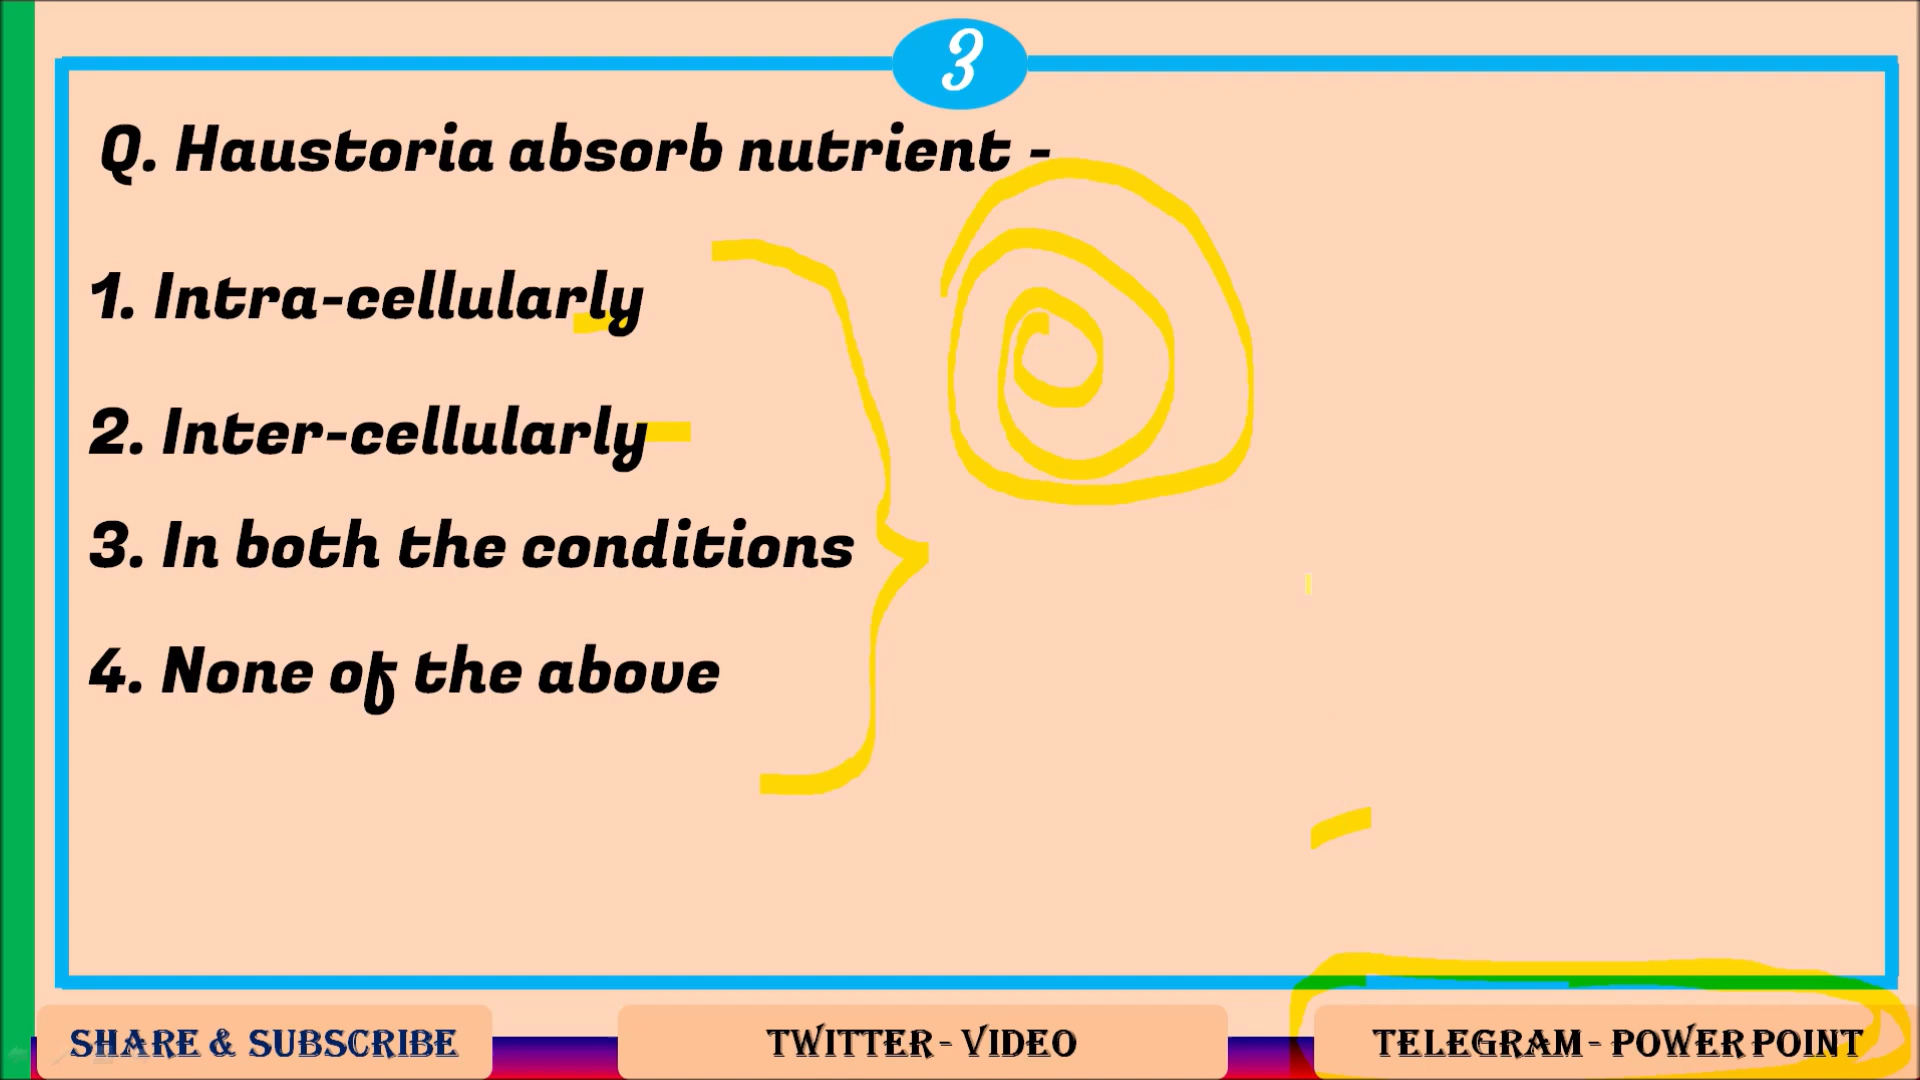 3
Q. Haustoria absorb nutrient -
1. Intra-cellularly
2. Inter-cellularly
3. In both the conditions
4. None of the above
SHARE & SUBSCRIBE
TWITTER - VIDEO
TELEGRAM - POWER POINT